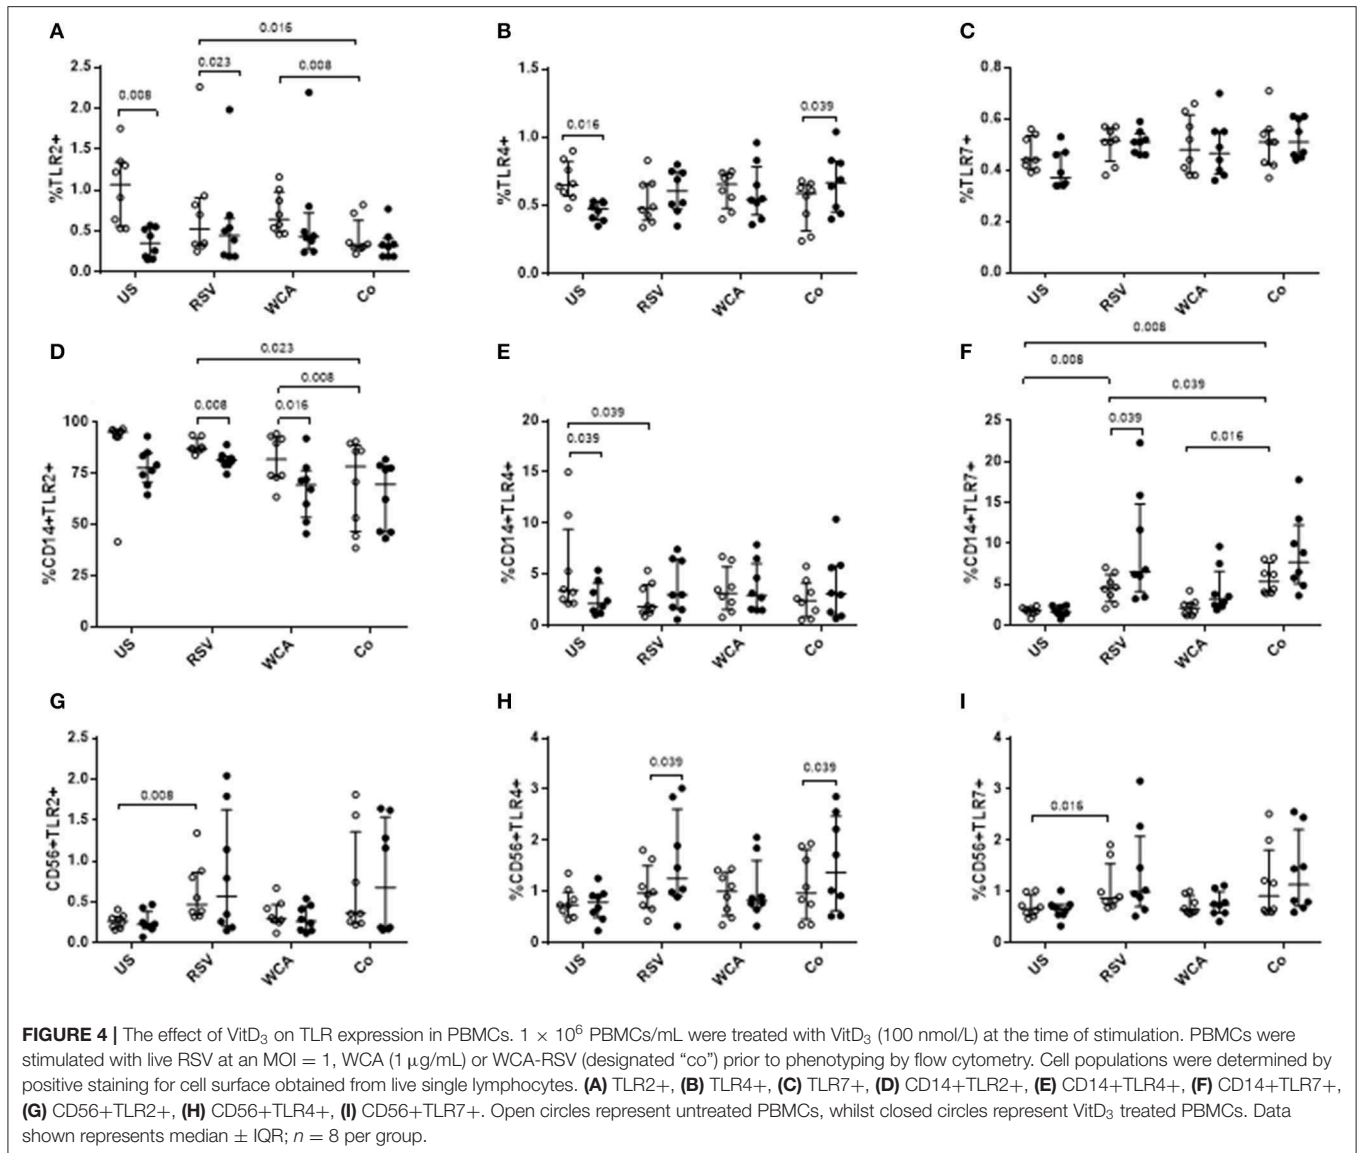 A
0.016
0.023
0.008
0.008
%TLR2+
2.5
2.0
1.5
1.0
0.5
0.0
US
RSV
WCA
Co
B
0.016
0.039
%TLR4+
1.5
1.0
0.5
0.0
US
RSV
WCA
Co
C
%TLR7+
0.8
0.6
0.4
0.2
0.0
US
RSV
WCA
Co
D
0.023
0.008
0.008
0.016
%CD14+TLR2+
100
75
50
25
0
US
RSV
WCA
Co
E
0.039
0.039
%CD14+TLR4+
20
15
10
5
0
US
RSV
WCA
Co
F
0.008
0.008
0.039
0.039
0.016
%CD14+TLR7+
25
20
15
10
5
0
US
RSV
WCA
Co
G
0.008
CD56+TLR2+
2.5
2.0
1.5
1.0
0.5
0.0
US
RSV
WCA
Co
H
0.039
0.039
%CD56+TLR4+
4
3
2
1
0
US
RSV
WCA
Co
I
0.016
%CD56+TLR7+
4
3
2
1
0
US
RSV
WCA
Co
FIGURE 4 | The effect of VitD₃ on TLR expression in PBMCs. 1 × 10⁶ PBMCs/mL were treated with VitD₃ (100 nmol/L) at the time of stimulation. PBMCs were
stimulated with live RSV at an MOI = 1, WCA (1 μg/mL) or WCA-RSV (designated “co”) prior to phenotyping by flow cytometry. Cell populations were determined by
positive staining for cell surface obtained from live single lymphocytes. (A) TLR2+, (B) TLR4+, (C) TLR7+, (D) CD14+TLR2+, (E) CD14+TLR4+, (F) CD14+TLR7+,
(G) CD56+TLR2+, (H) CD56+TLR4+, (I) CD56+TLR7+. Open circles represent untreated PBMCs, whilst closed circles represent VitD₃ treated PBMCs. Data
shown represents median ± IQR; n = 8 per group.